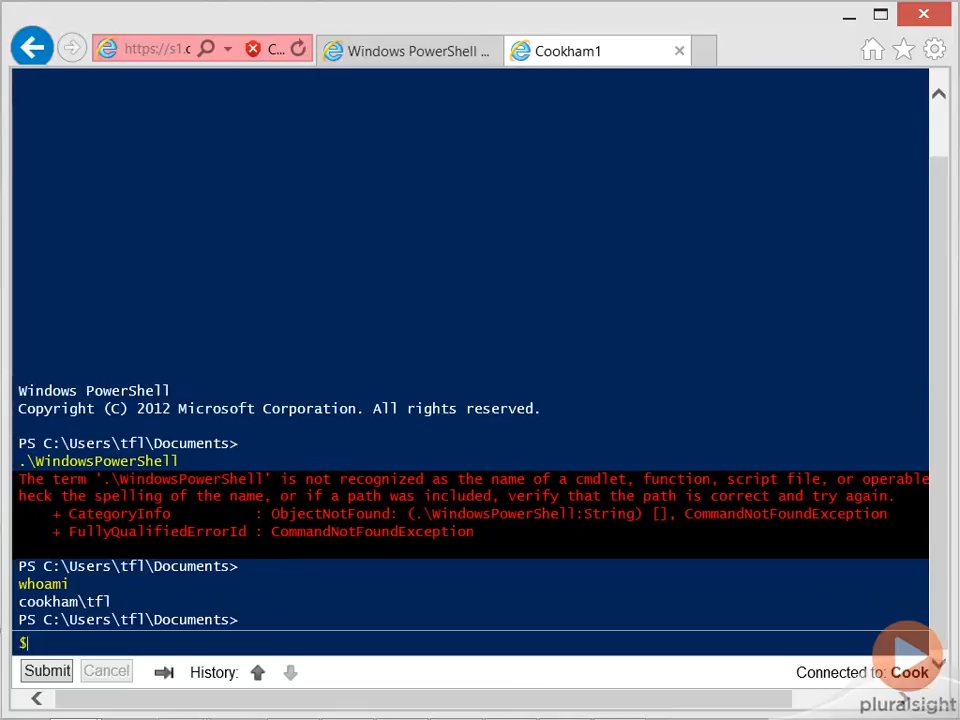 https://s1.c
C...
Windows PowerShell ...
Cookham1
Windows PowerShell
Copyright (C) 2012 Microsoft Corporation. All rights reserved.
PS C:\Users\tfl\Documents>
.\WindowsPowerShell
The term '.\WindowsPowerShell' is not recognized as the name of a cmdlet, function, script file, or operable
heck the spelling of the name, or if a path was included, verify that the path is correct and try again.
+ CategoryInfo : ObjectNotFound: (.\WindowsPowerShell:String) [], CommandNotFoundException
+ FullyQualifiedErrorId : CommandNotFoundException
PS C:\Users\tfl\Documents>
whoami
cookham\tfl
PS C:\Users\tfl\Documents>
$
Submit Cancel History: Connected to: Cook
pluralsight